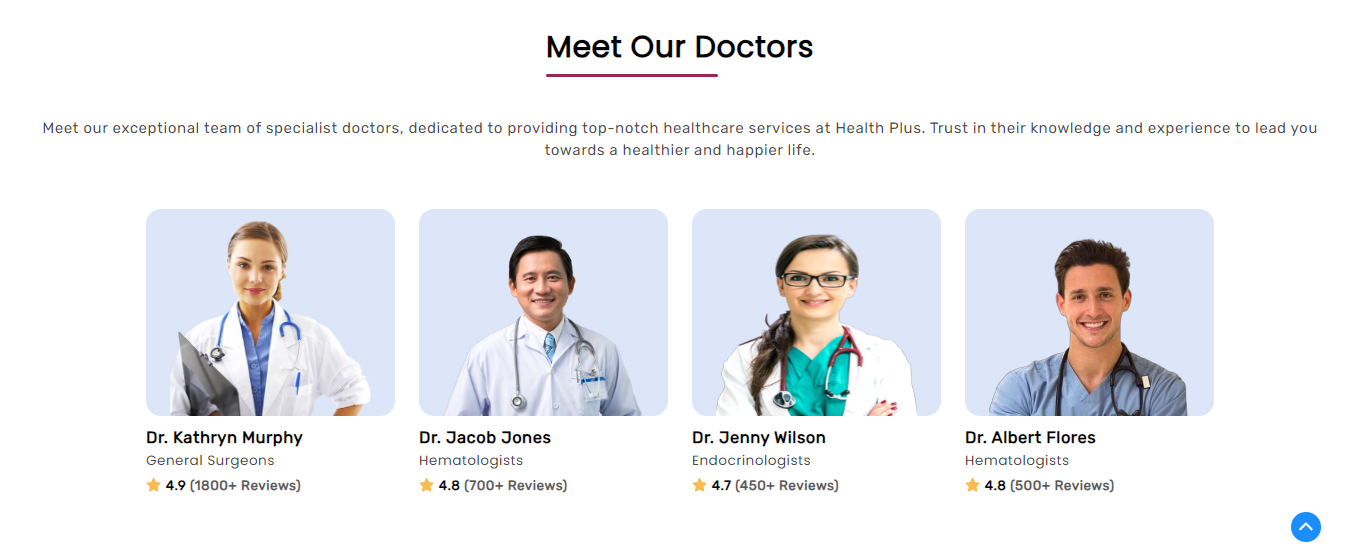 Meet Our Doctors
Meet our exceptional team of specialist doctors, dedicated to providing top-notch healthcare services at Health Plus. Trust in their knowledge and experience to lead you
towards a healthier and happier life.
Dr. Kathryn Murphy
General Surgeons
4.9 (1800+ Reviews)
Dr. Jacob Jones
Hematologists
4.8 (700+ Reviews)
Dr. Jenny Wilson
Endocrinologists
4.7 (450+ Reviews)
Dr. Albert Flores
Hematologists
4.8 (500+ Reviews)